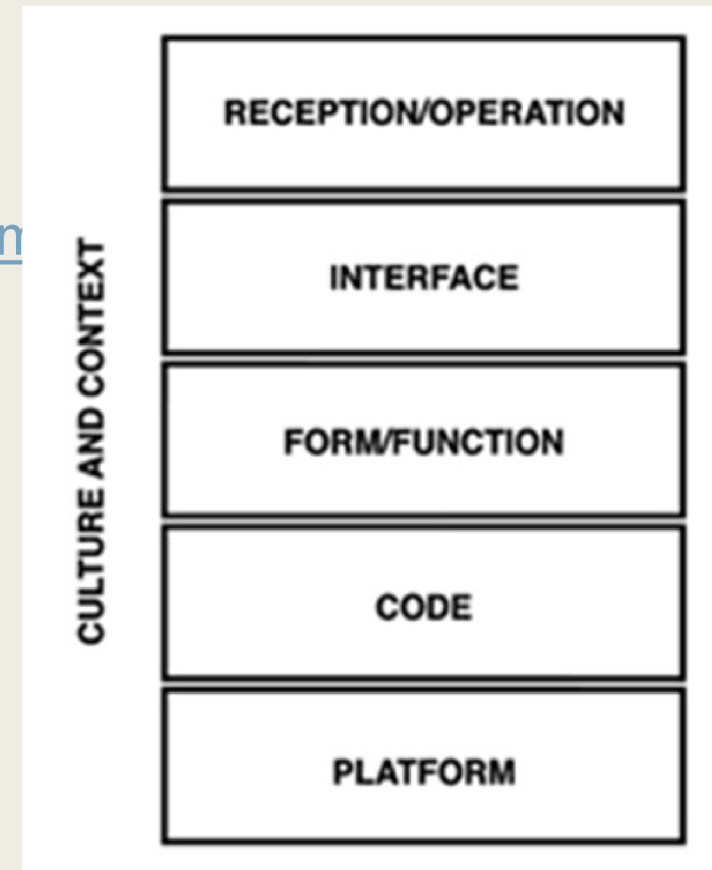 RECEPTION/OPERATION
INTERFACE
FORM/FUNCTION
CODE
PLATFORM
CULTURE AND CONTEXT